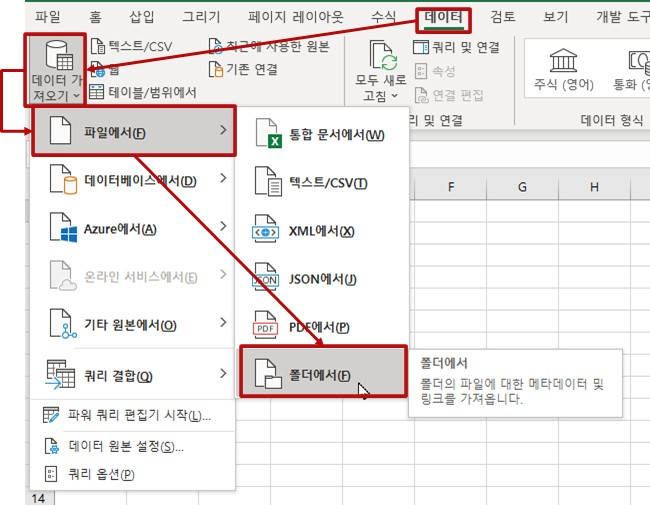 파일 홈 삽입 그리기 페이지 레이아웃 수식 데이터 검토 보기 개발 도구
데이터 가
져오기
텍스트/CSV
웹
테이블/범위에서
최근에 사용한 원본
기존 연결
모두 새로
고침
쿼리 및 연결
속성
연결 편집
리 및 연결
주식 (영어)
통화 (영
데이터 형식
파일에서(F)
데이터베이스에서(D)
Azure에서(A)
온라인 서비스에서(E)
기타 원본에서(O)
쿼리 결합(Q)
파워 쿼리 편집기 시작(L)...
데이터 원본 설정(S)...
쿼리 옵션(P)
통합 문서에서(W)
텍스트/CSV(T)
XML에서(X)
JSON
JSON에서(J)
PDF
PDF에서(P)
폴더에서(F)
폴더에서
폴더의 파일에 대한 메타데이터 및
링크를 가져옵니다.
F G H
14